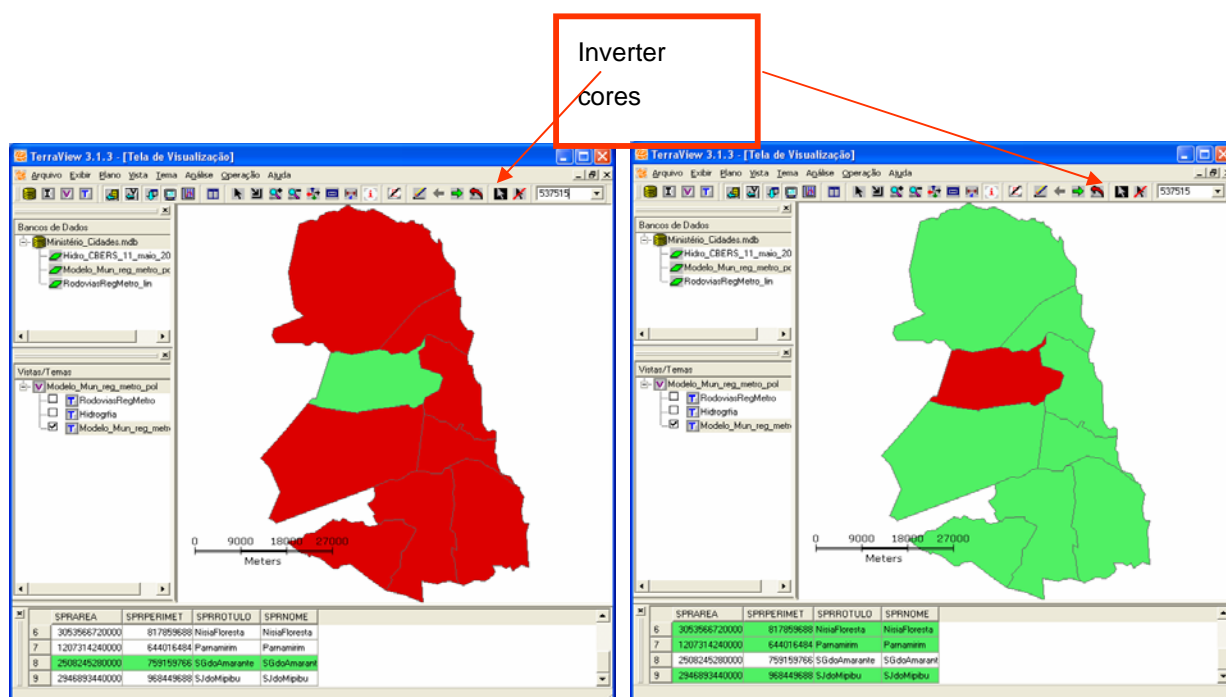 Inverter
cores
TerraView 3.1.3 - [Tela de Visualização]
Arquivo Exibir Plano Vista Tema Análise Operação Ajuda
537515
Bancos de Dados
Ministério_Cidades.mdb
Hidro_CBERS_11_maio_20
Modelo_Mun_reg_metro_po
RodoviasRegMetro_lin
Vistas/Temas
Modelo_Mun_reg_metro_pol
RodoviasRegMetro
Hidrogrfia
Modelo_Mun_reg_metr
0 9000 18000 27000
Meters
SPRAREA SPRPERIMET SPRROTULO SPRNOME
6 3053566720000 817859688 NisiaFloresta NisiaFloresta
7 1207314240000 644016484 Parnamirim Parnamirim
8 2508245280000 759159766 SGdoAmarante SGdoAmarant
9 2946893440000 968449688 SJdoMipibu SJdoMipibu
TerraView 3.1.3 - [Tela de Visualização]
Arquivo Exibir Plano Vista Tema Análise Operação Ajuda
537515
Bancos de Dados
Ministério_Cidades.mdb
Hidro_CBERS_11_maio_20
Modelo_Mun_reg_metro_po
RodoviasRegMetro_lin
Vistas/Temas
Modelo_Mun_reg_metro_pol
RodoviasRegMetro
Hidrogrfia
Modelo_Mun_reg_metr
0 9000 18000 27000
Meters
SPRAREA SPRPERIMET SPRROTULO SPRNOME
6 3053566720000 817859688 NisiaFloresta NisiaFloresta
7 1207314240000 644016484 Parnamirim Parnamirim
8 2508245280000 759159766 SGdoAmarante SGdoAmarant
9 2946893440000 968449688 SJdoMipibu SJdoMipibu